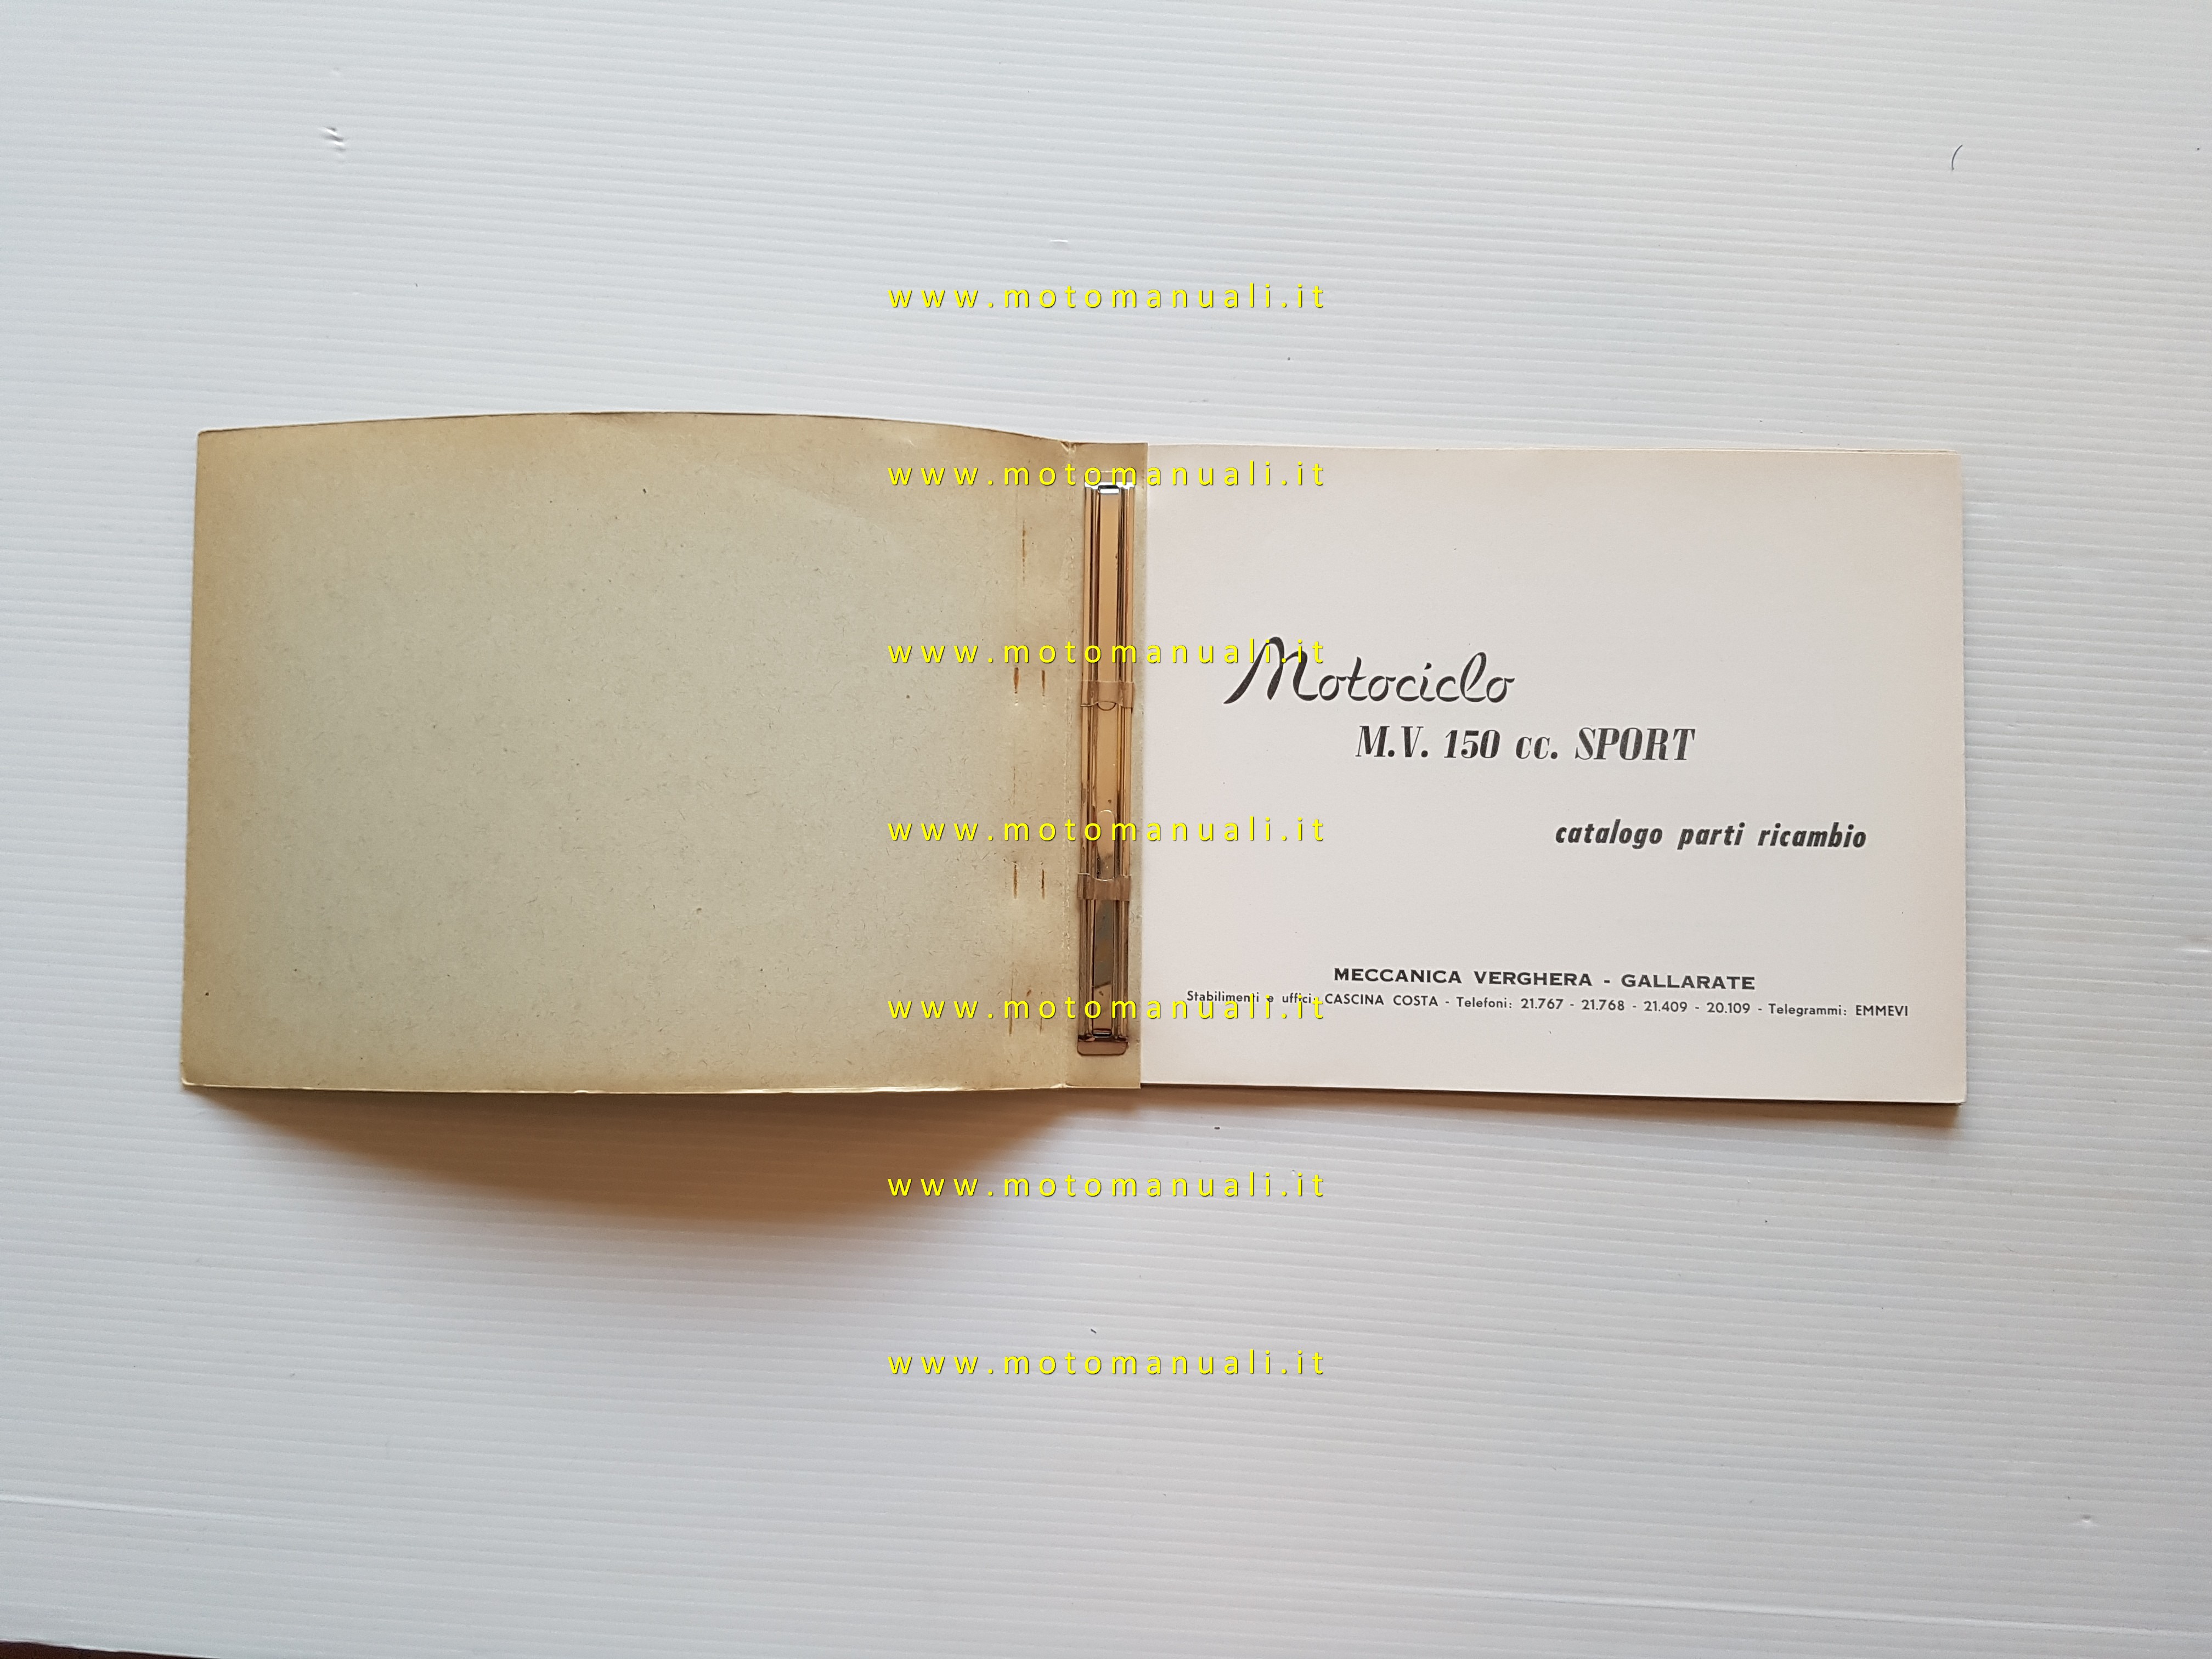 www.motomanuali.it
www.motomanuali.it
www.motomanuali.it
Motociclo
M.V. 150 cc. SPORT
www.motomanuali.it
catalogo parti ricambio
MECCANICA VERGHERA - GALLARATE
Stabilimenti e uffici: CASCINA COSTA - Telefoni: 21.767 - 21.768 - 21.409 - 20.109 - Telegrammi: EMMEVI
www.motomanuali.it
www.motomanuali.it
www.motomanuali.it